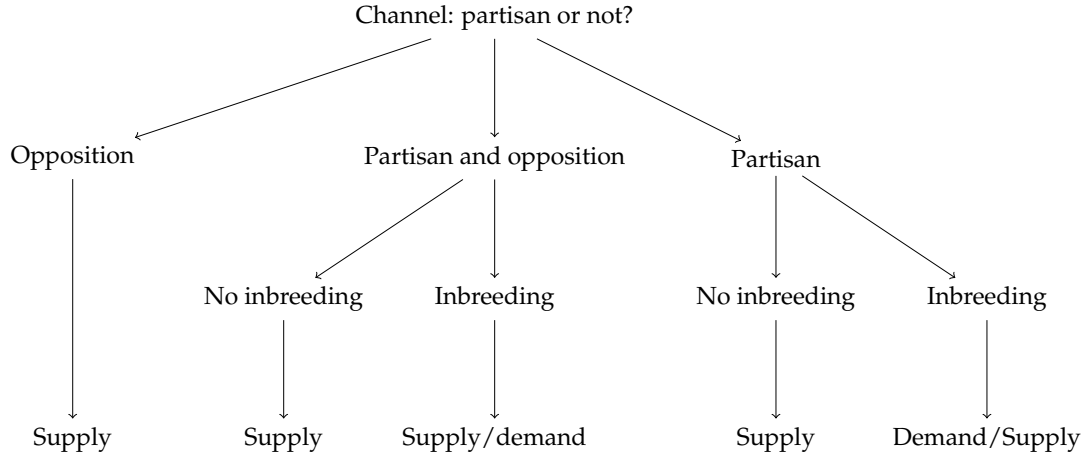 Channel: partisan or not?
Opposition
Partisan and opposition
Partisan
No inbreeding
Inbreeding
No inbreeding
Inbreeding
Supply
Supply
Supply/demand
Supply
Demand/Supply